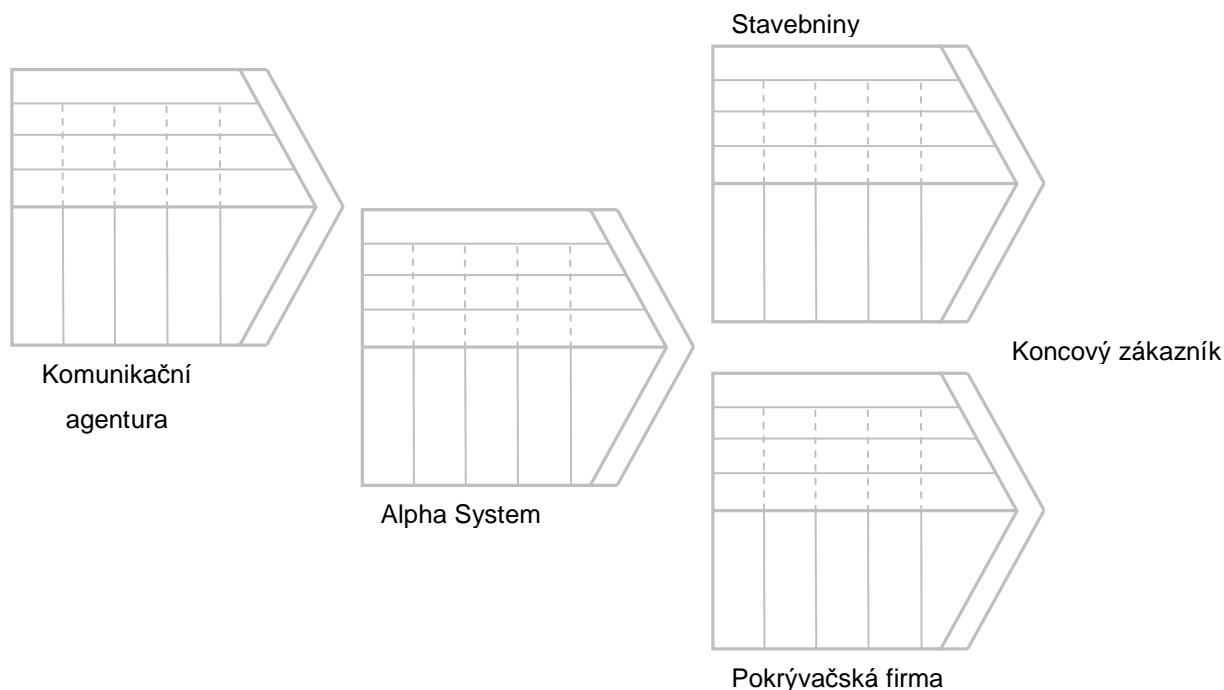 Stavebniny
Koncový zákazník
Komunikační
agentura
Alpha System
Pokrývačská firma